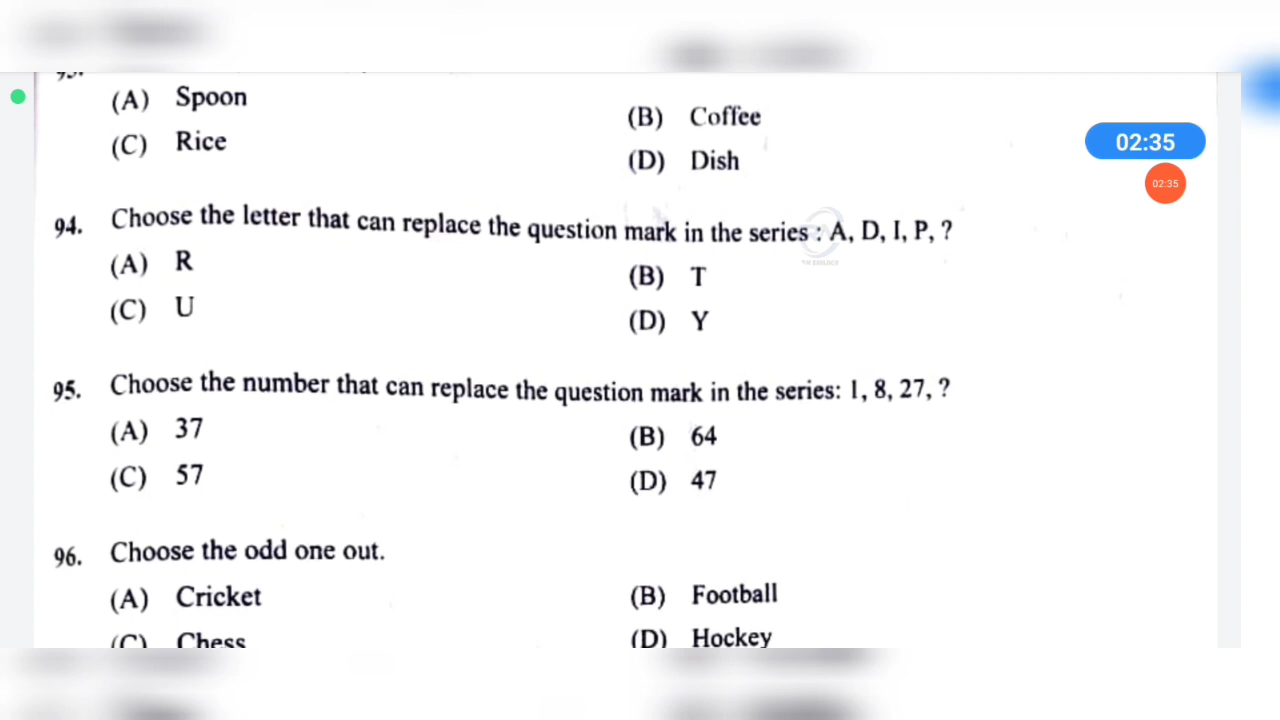 (A) Spoon
(B) Coffee
(C) Rice
(D) Dish
02:35
02:35
94. Choose the letter that can replace the question mark in the series : A, D, I, P, ?
(A) R
(B) T
(C) U
(D) Y
95. Choose the number that can replace the question mark in the series: 1, 8, 27, ?
(A) 37
(B) 64
(C) 57
(D) 47
96. Choose the odd one out.
(A) Cricket
(B) Football
(C) Chess
(D) Hockey